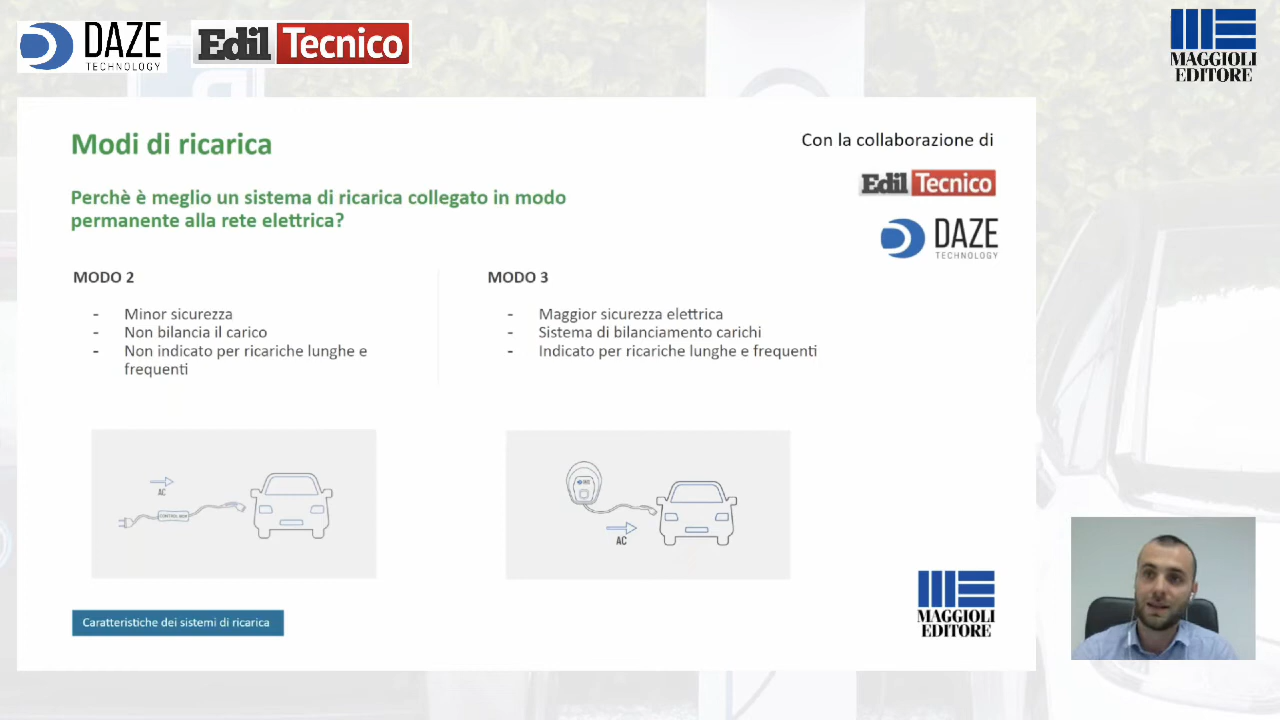 DAZE
TECHNOLOGY
Edil Tecnico
MAGGIOLI
EDITORE
Modi di ricarica
Con la collaborazione di
Edil Tecnico
Perchè è meglio un sistema di ricarica collegato in modo
permanente alla rete elettrica?
DAZE
TECHNOLOGY
MODO 2
- Minor sicurezza
- Non bilancia il carico
- Non indicato per ricariche lunghe e
frequenti
MODO 3
- Maggior sicurezza elettrica
- Sistema di bilanciamento carichi
- Indicato per ricariche lunghe e frequenti
AC
CONTROL BOX
DAZE
AC
MAGGIOLI
EDITORE
Caratteristiche dei sistemi di ricarica